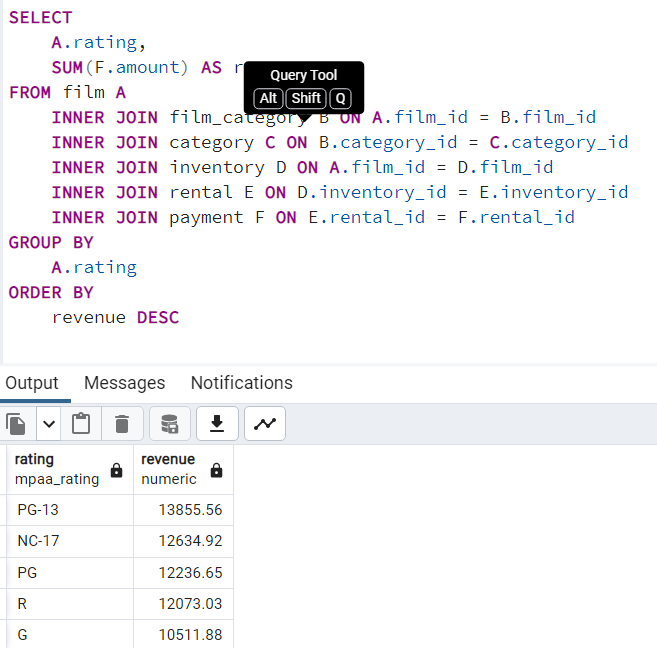 SELECT
A.rating,
SUM(F.amount) AS r
Query Tool
Alt Shift Q
FROM film A
INNER JOIN film_category B ON A.film_id = B.film_id
INNER JOIN category C ON B.category_id = C.category_id
INNER JOIN inventory D ON A.film_id = D.film_id
INNER JOIN rental E ON D.inventory_id = E.inventory_id
INNER JOIN payment F ON E.rental_id = F.rental_id
GROUP BY
A.rating
ORDER BY
revenue DESC
Output Messages Notifications
rating revenue
mpaa_rating numeric
PG-13 13855.56
NC-17 12634.92
PG 12236.65
R 12073.03
G 10511.88